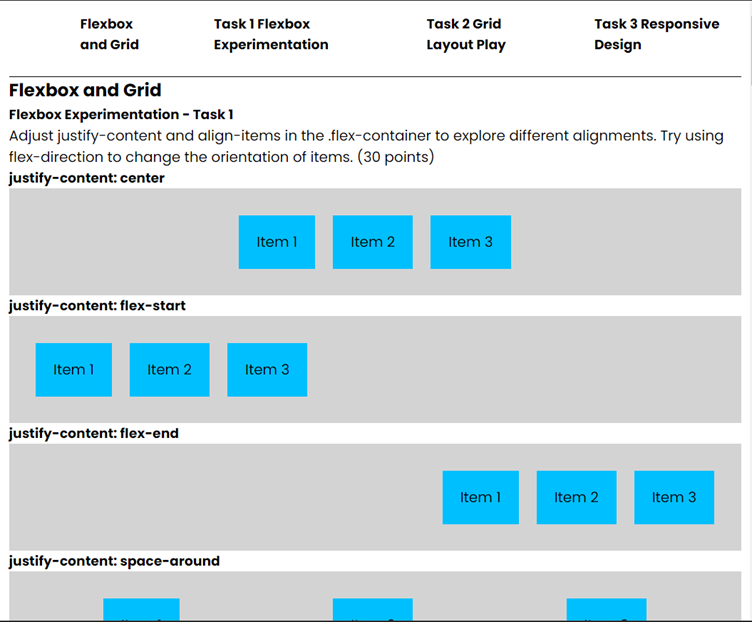 Flexbox and Grid
Task 1 Flexbox Experimentation
Task 2 Grid Layout Play
Task 3 Responsive Design
Flexbox and Grid
Flexbox Experimentation - Task 1
Adjust justify-content and align-items in the .flex-container to explore different alignments. Try using
flex-direction to change the orientation of items. (30 points)
justify-content: center
Item 1 Item 2 Item 3
justify-content: flex-start
Item 1 Item 2 Item 3
justify-content: flex-end
Item 1 Item 2 Item 3
justify-content: space-around